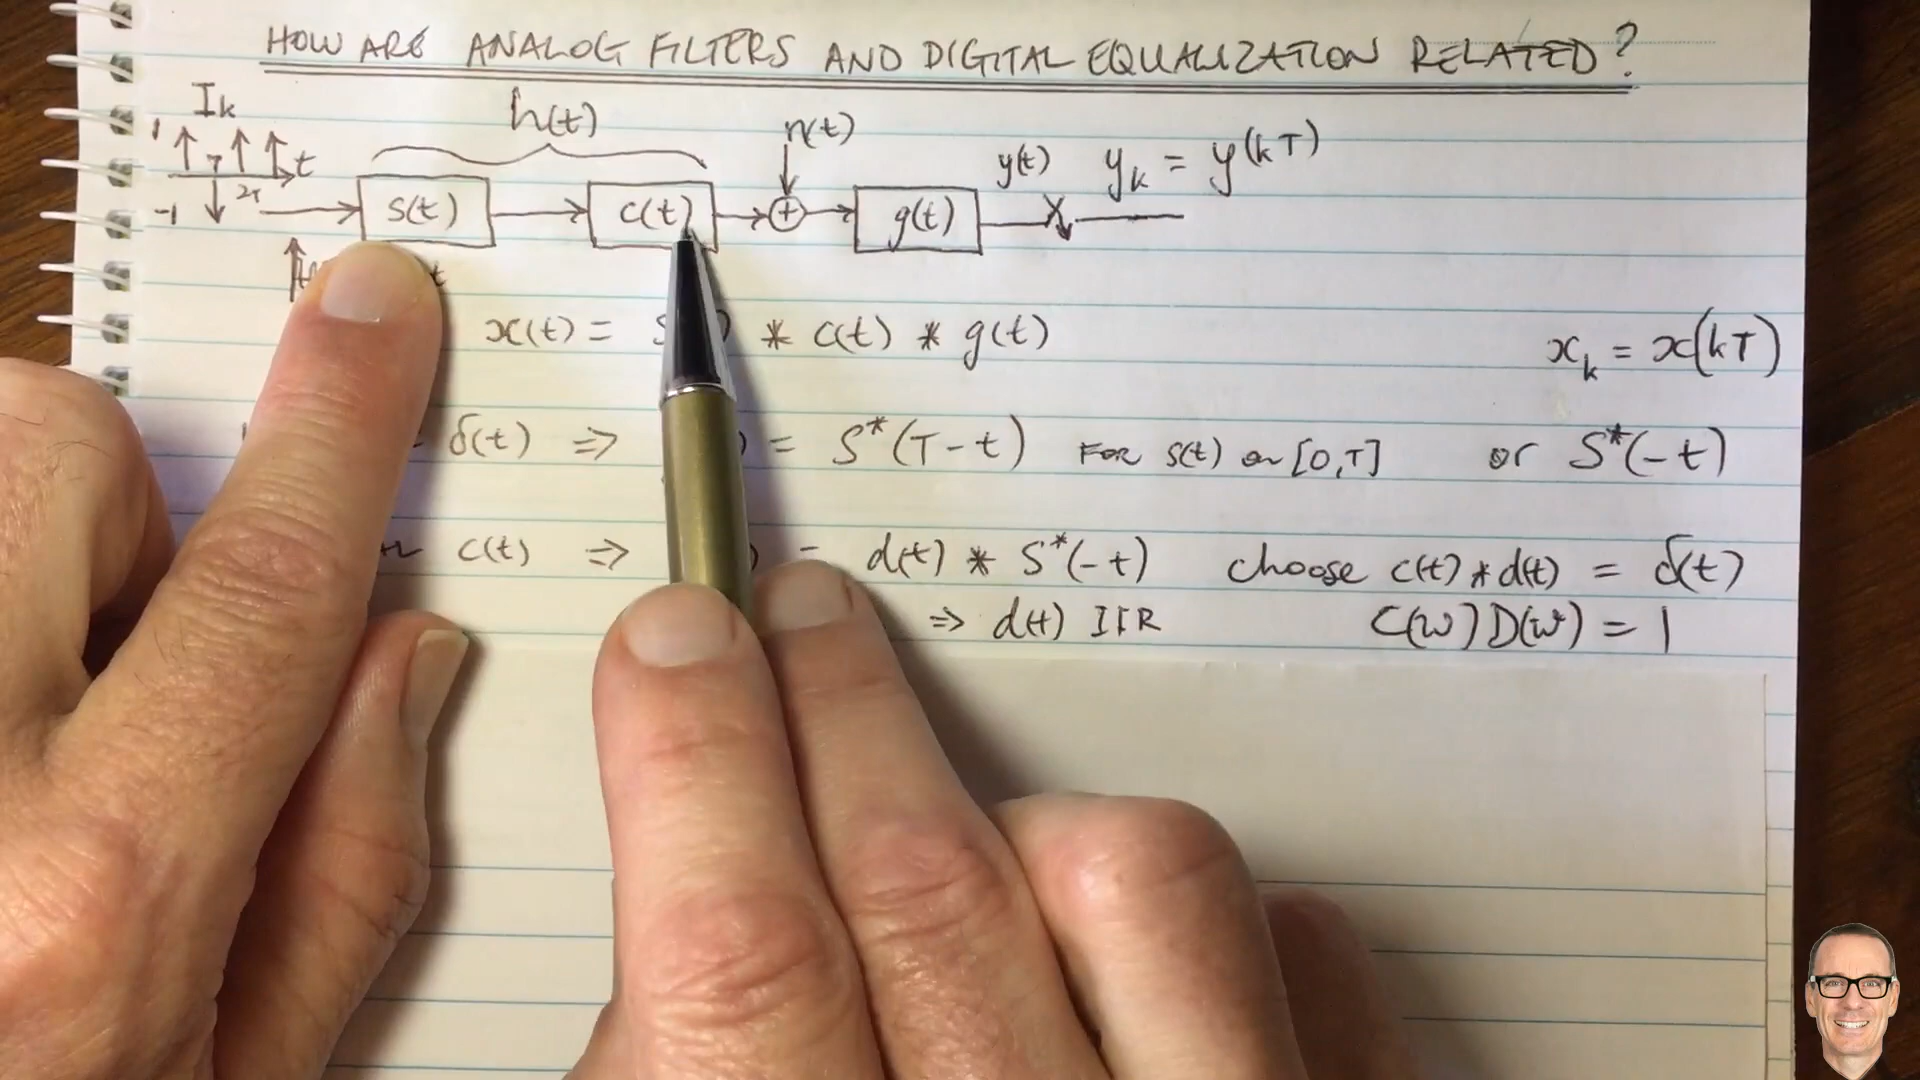 HOW ARE ANALOG FILTERS AND DIGITAL EQUALIZATION RELATED?
Ik
h(t)
n(t)
1
T
2T
t
-1
s(t)
c(t)
+
g(t)
y(t)
yk = y(kT)
x(t) = * c(t) * g(t)
xk = x(kT)
δ(t) ⇒ = S*(T-t) FOR s(t) on [0,T] or S*(-t)
c(t) ⇒ = d(t) * S*(-t) choose c(t) * d(t) = δ(t)
⇒ d(t) IIR C(w) D(w) = 1